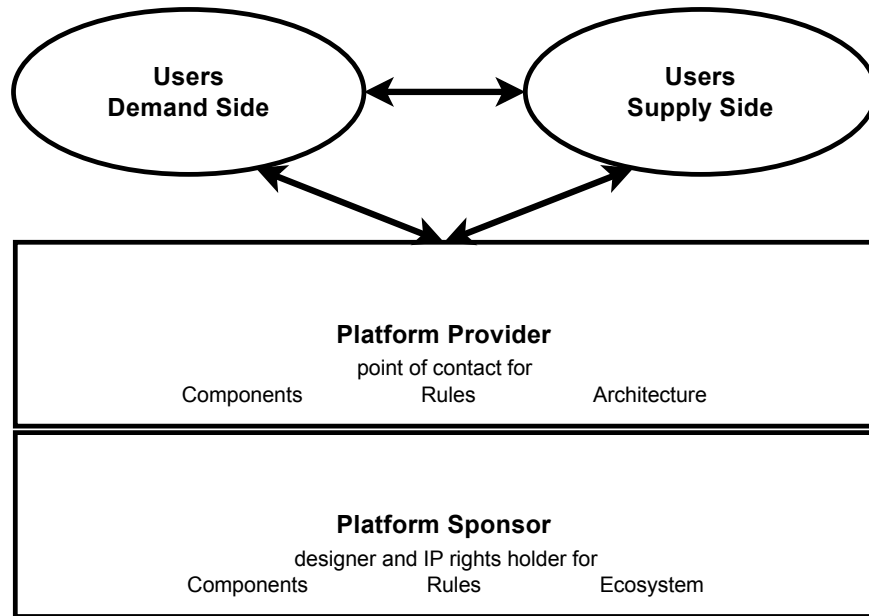 Users
Demand Side
Users
Supply Side
Platform Provider
point of contact for
Components Rules Architecture
Platform Sponsor
designer and IP rights holder for
Components Rules Ecosystem